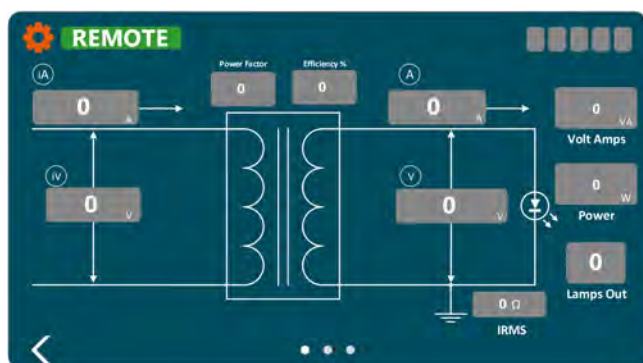 REMOTE
iA
0 A
Power Factor
0
Efficiency %
0
A
0 A
0 VA
Volt Amps
iV
0 V
V
0 V
0 W
Power
0
Lamps Out
0 Ω
IRMS